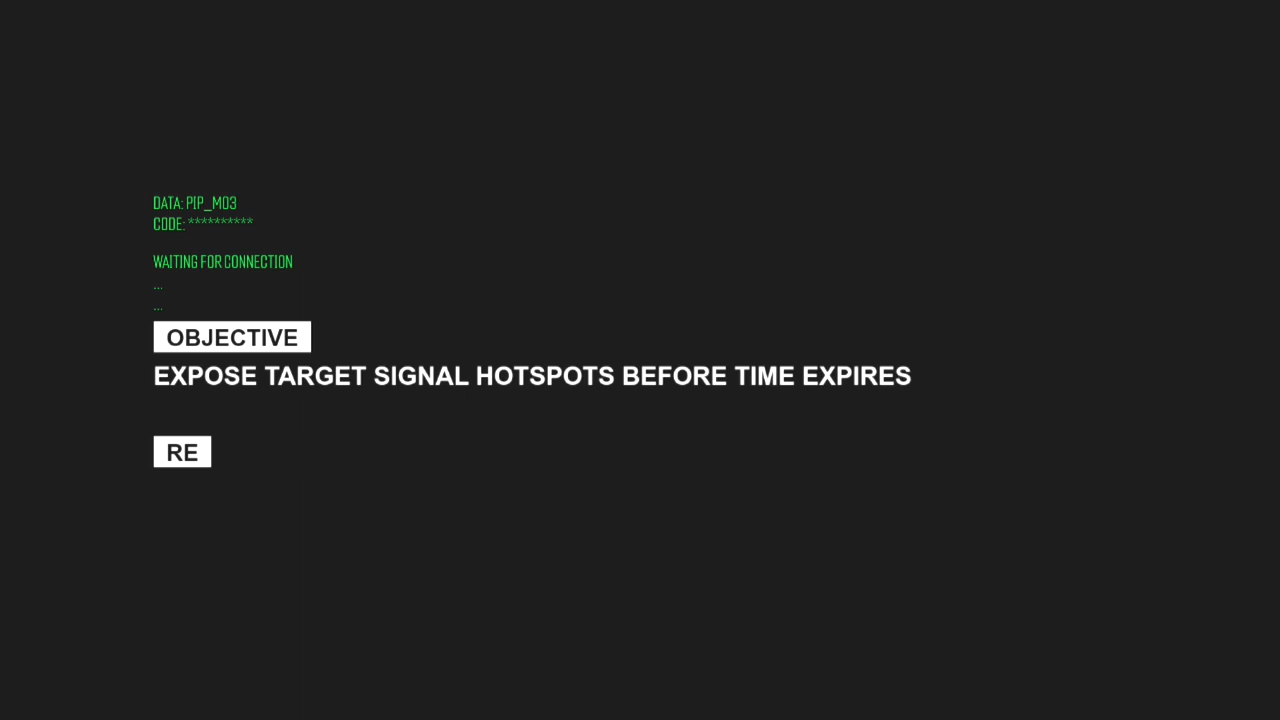 DATA: PIP_M03
CODE: **********
WAITING FOR CONNECTION
...
...
OBJECTIVE
EXPOSE TARGET SIGNAL HOTSPOTS BEFORE TIME EXPIRES
RE